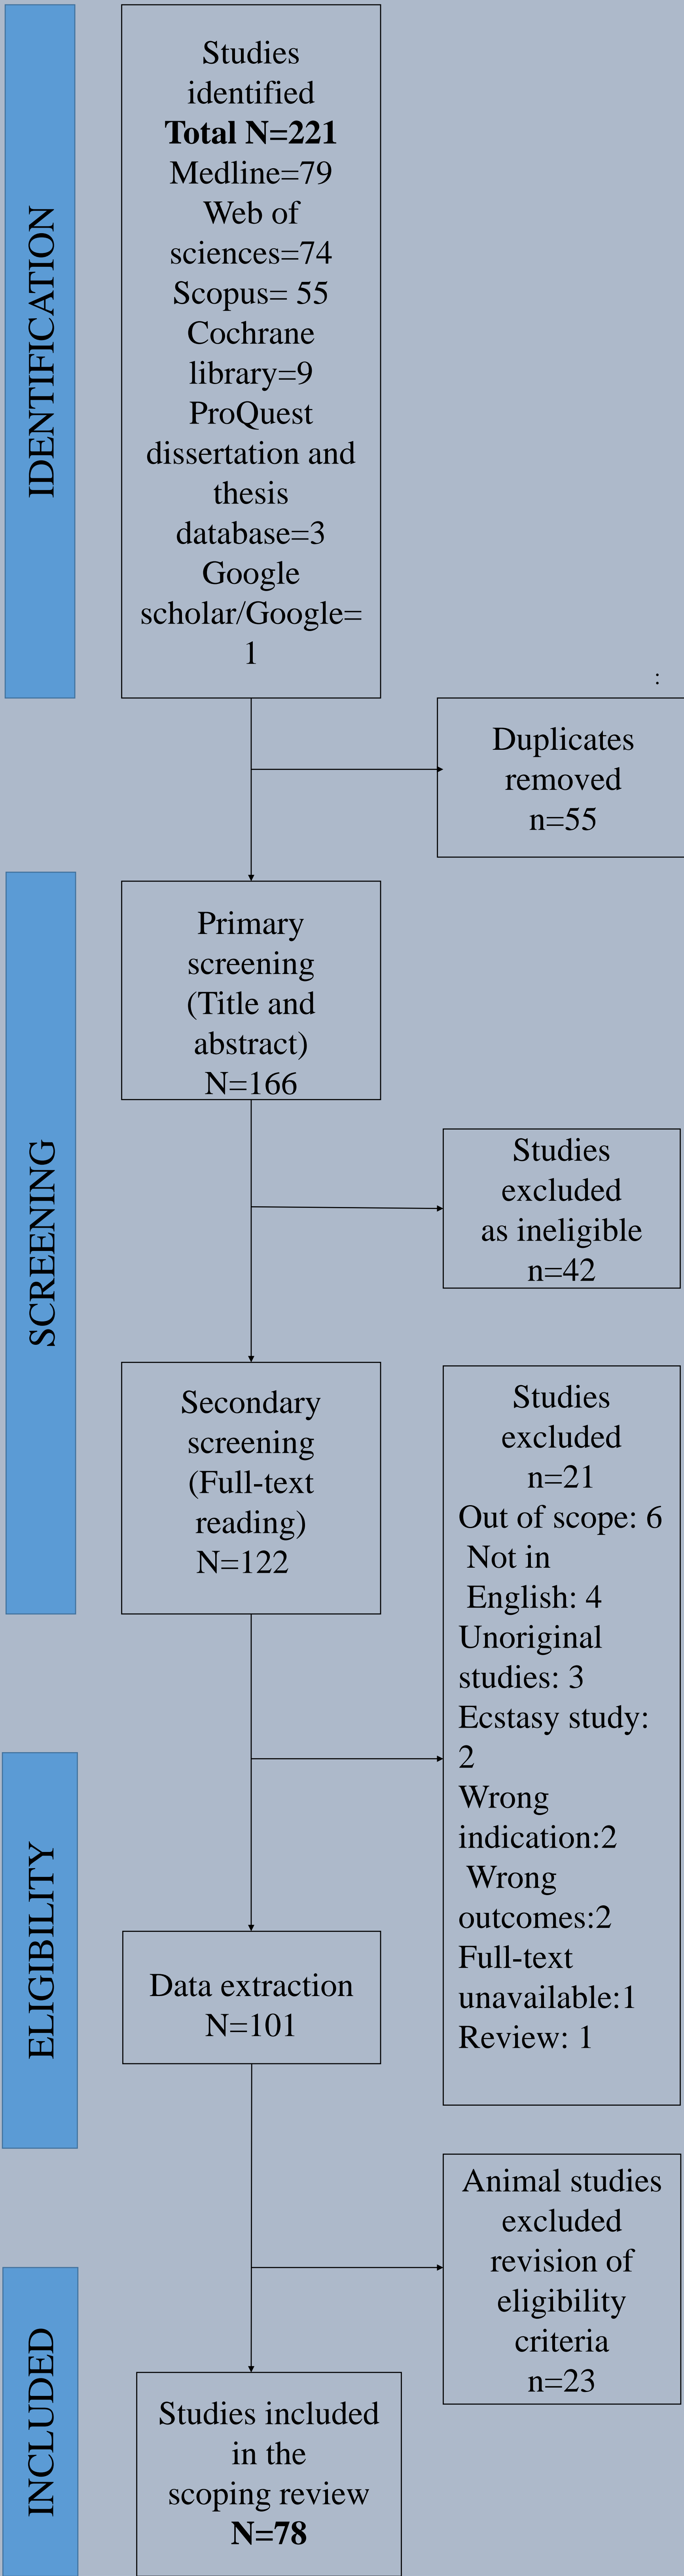 IDENTIFICATION
Studies
identified
Total N=221
Medline=79
Web of
sciences=74
Scopus= 55
Cochrane
library=9
ProQuest
dissertation and
thesis
database=3
Google
scholar/Google=
1
:
Duplicates
removed
n=55
SCREENING
Primary
screening
(Title and
abstract)
N=166
Studies
excluded
as ineligible
n=42
Secondary
screening
(Full-text
reading)
N=122
Studies
excluded
n=21
Out of scope: 6
Not in
English: 4
Unoriginal
studies: 3
Ecstasy study:
2
Wrong
indication:2
Wrong
outcomes:2
Full-text
unavailable:1
Review: 1
ELIGIBILITY
Data extraction
N=101
Animal studies
excluded
revision of
eligibility
criteria
n=23
INCLUDED
Studies included
in the
scoping review
N=78